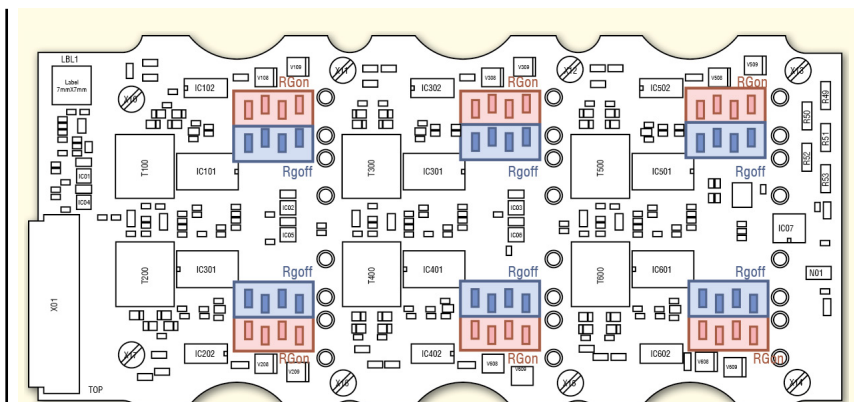 LBL1
Label
7mmX7mm
X10
IC102
V108
V109
RGon
X11
IC302
V308
V309
RGon
X12
IC502
V508
V509
RGon
X13
R49
R50
R51
R52
R53
T100
IC101
Rgoff
T300
IC301
Rgoff
T500
IC501
Rgoff
IC01
IC04
IC02
IC05
IC03
IC06
IC07
X01
T200
IC301
Rgoff
T400
IC401
Rgoff
T600
IC601
Rgoff
N01
X17
IC202
V208
V208
RGon
X16
IC402
V608
V609
RGon
X15
IC602
V608
V609
RGon
X14
TOP